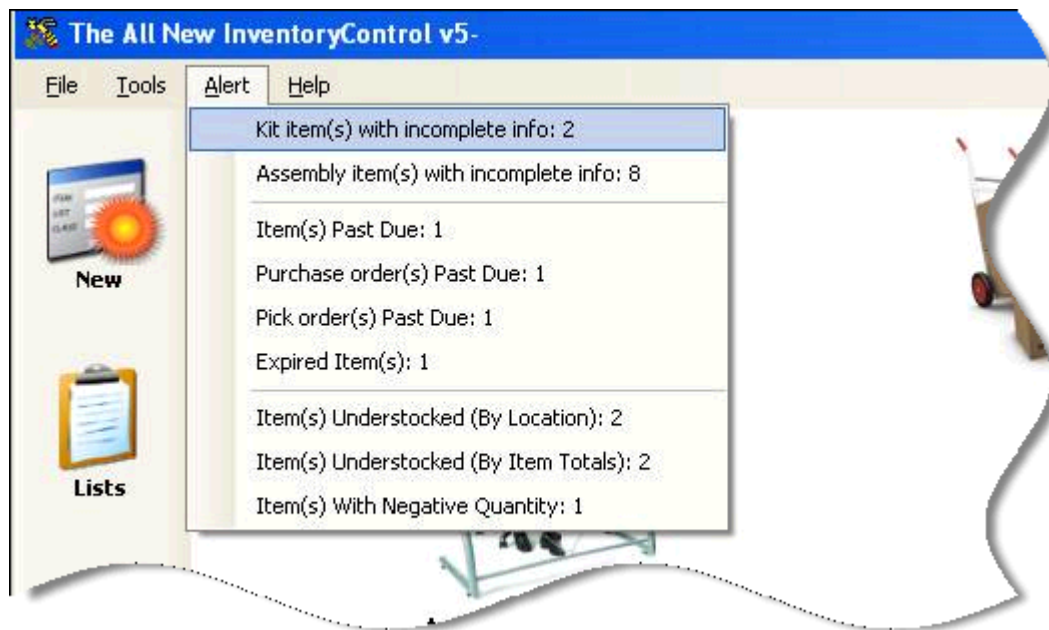 The All New InventoryControl v5-
File Tools Alert Help
Kit item(s) with incomplete info: 2
Assembly item(s) with incomplete info: 8
Item(s) Past Due: 1
Purchase order(s) Past Due: 1
Pick order(s) Past Due: 1
Expired Item(s): 1
Item(s) Understocked (By Location): 2
Item(s) Understocked (By Item Totals): 2
Item(s) With Negative Quantity: 1
New
Lists